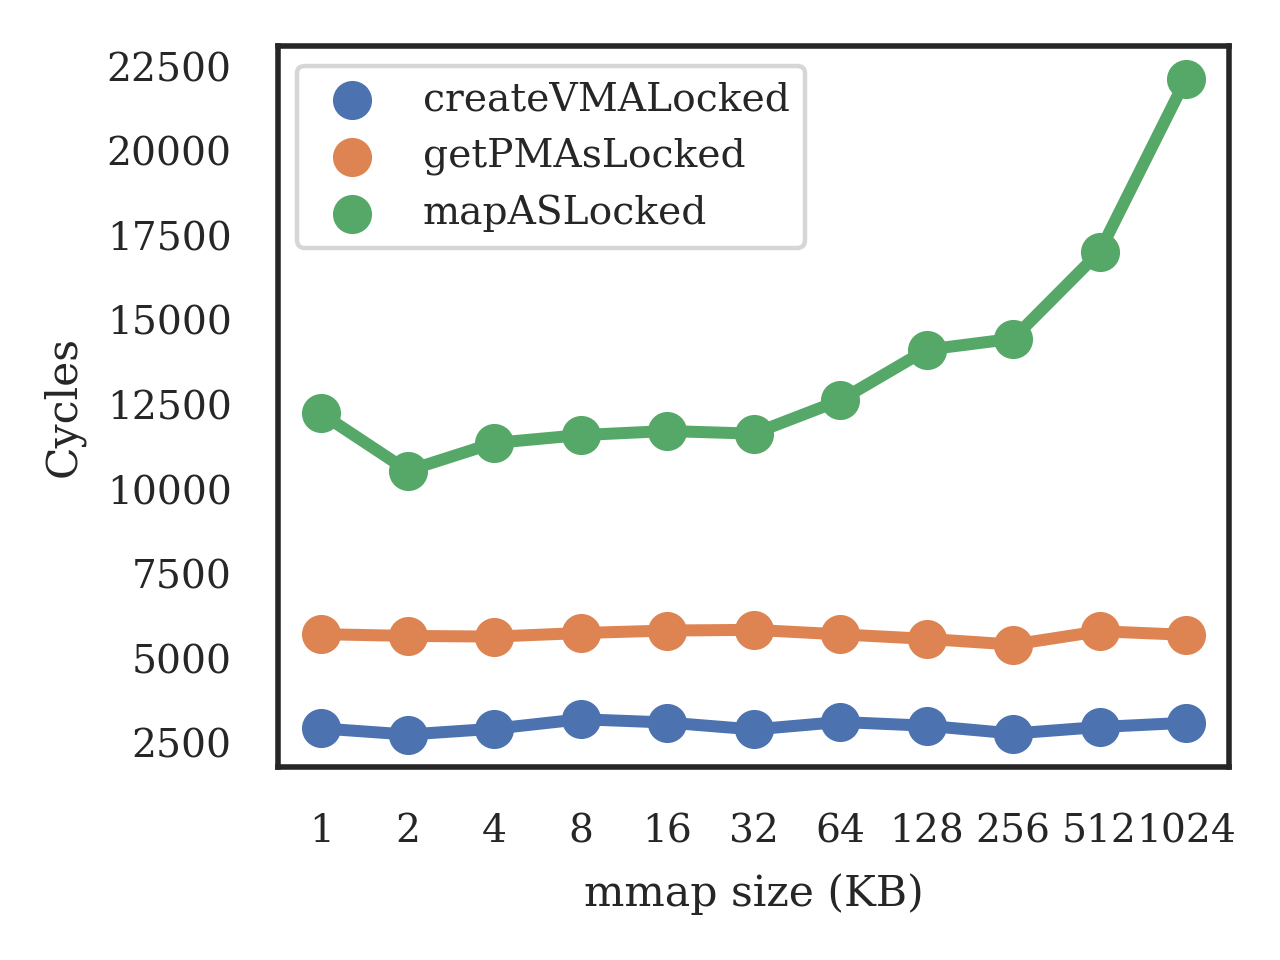 22500
20000
17500
15000
12500
10000
7500
5000
2500
Cycles
createVMALocked
getPMAsLocked
mapASLocked
1 2 4 8 16 32 64 128 256 512 1024
mmap size (KB)